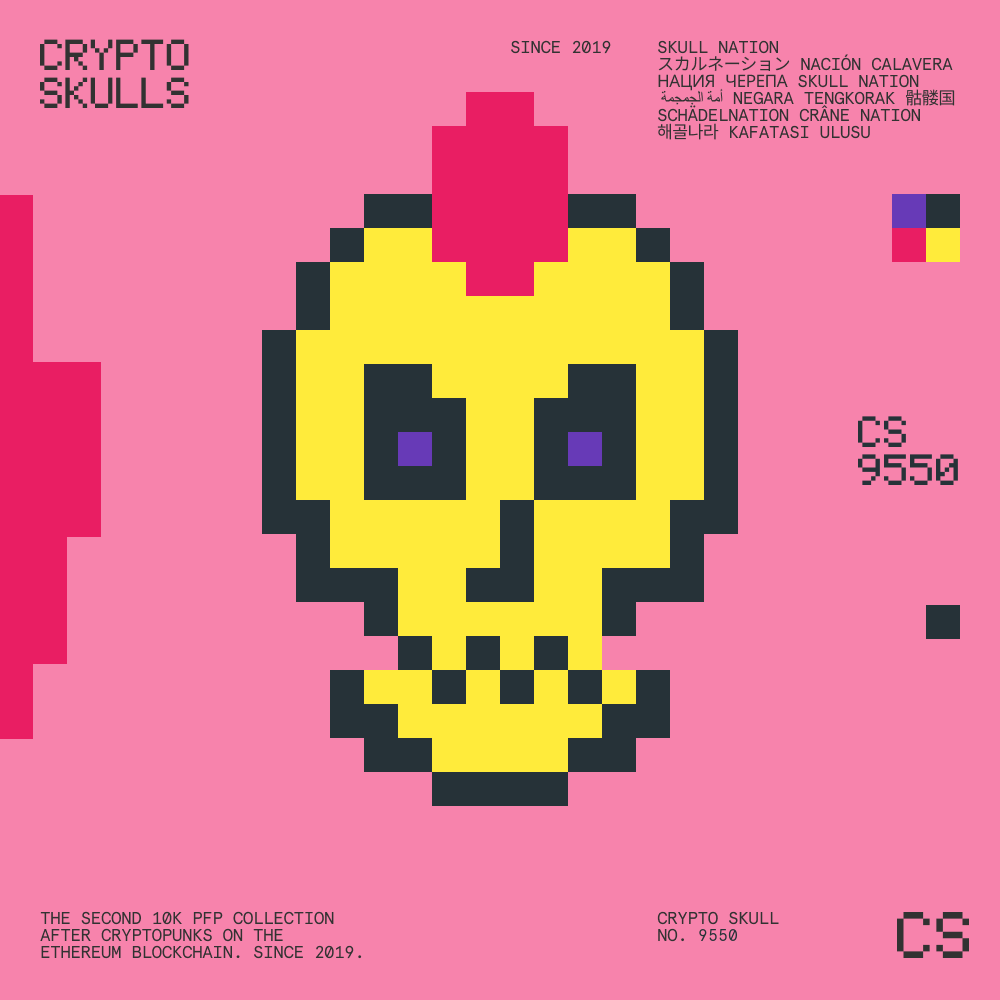 CRYPTO
SKULLS
SINCE 2019
SKULL NATION
スカルネーション NACIÓN CALAVERA
НАЦИЯ ЧЕРЕПА SKULL NATION
أمة الجمجمة NEGARA TENGKORAK 骷髅国
SCHÄDELNATION CRÂNE NATION
해골나라 KAFATASI ULUSU
CS
9550
THE SECOND 10K PFP COLLECTION
AFTER CRYPTOPUNKS ON THE
ETHEREUM BLOCKCHAIN. SINCE 2019.
CRYPTO SKULL
NO. 9550
CS